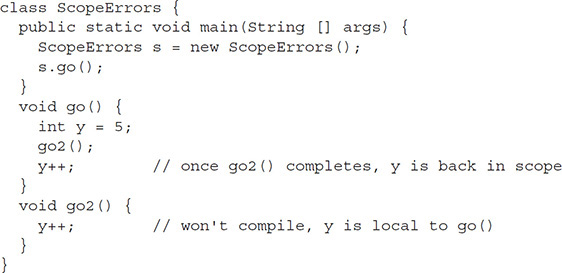 class ScopeErrors {
  public static void main(String [] args) {
    ScopeErrors s = new ScopeErrors();
    s.go();
  }
  void go() {
    int y = 5;
    go2();
    y++;          // once go2() completes, y is back in scope
  }
  void go2() {
    y++;          // won't compile, y is local to go()
  }
}